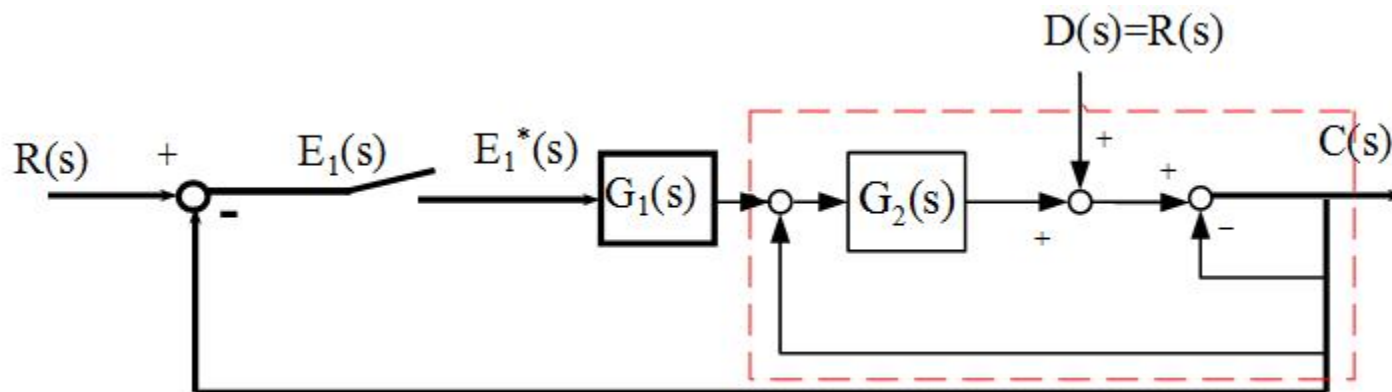 D(s)=R(s)
R(s)
+
E₁(s)
E₁*(s)
G₁(s)
G₂(s)
+
+
+
C(s)
-
−